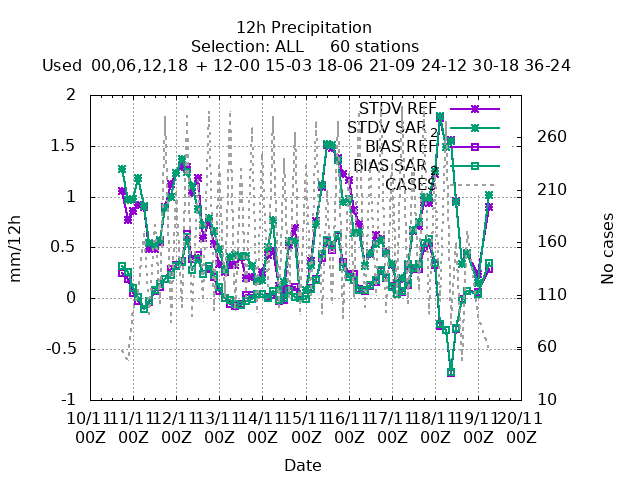 12h Precipitation
Selection: ALL     60 stations
Used  00,06,12,18  + 12-00 15-03 18-06 21-09 24-12 30-18 36-24
STDV REF
STDV SAR 2
BIAS REF
BIAS SAR 2
CASES
2
1.5
1
0.5
0
-0.5
-1
260
210
160
110
60
10
mm/12h
No cases
10/11 11/11 12/11 13/11 14/11 15/11 16/11 17/11 18/11 19/11 20/11
00Z 00Z 00Z 00Z 00Z 00Z 00Z 00Z 00Z 00Z 00Z
Date